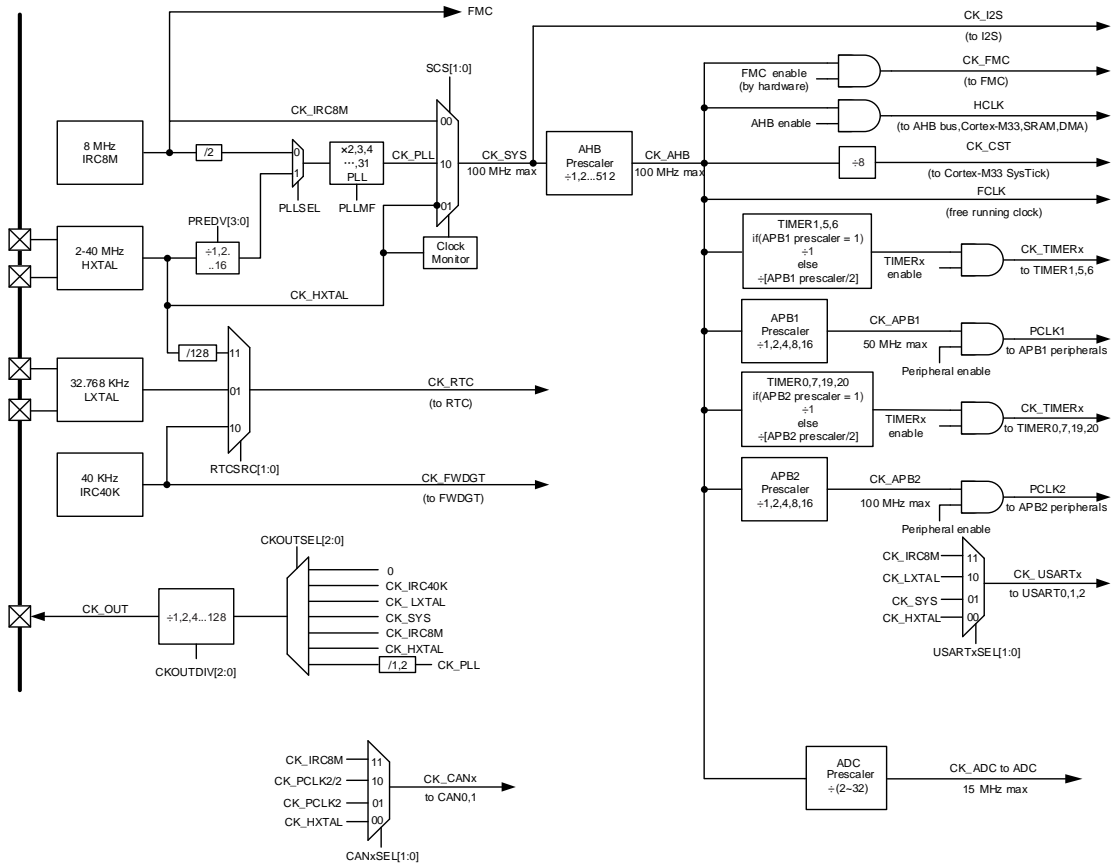 FMC
CK_I2S
(to I2S)
SCS[1:0]
CK_FMC
FMC enable
(by hardware)
(to FMC)
CK_IRC8M
00
HCLK
AHB enable
(to AHB bus,Cortex-M33,SRAM,DMA)
8 MHz
IRC8M
/2
0
1
×2,3,4
…,31
PLL
CK_PLL
10
CK_SYS
100 MHz max
AHB
Prescaler
÷1,2...512
CK_AHB
100 MHz max
÷8
CK_CST
(to Cortex-M33 SysTick)
PLLSEL
PLLMF
01
FCLK
(free running clock)
PREDV[3:0]
2-40 MHz
HXTAL
÷1,2.
..16
Clock
Monitor
TIMER1,5,6
if(APB1 prescaler = 1)
÷1
else
÷[APB1 prescaler/2]
TIMERx
enable
CK_TIMERx
to TIMER1,5,6
CK_HXTAL
APB1
Prescaler
÷1,2,4,8,16
CK_APB1
50 MHz max
Peripheral enable
PCLK1
to APB1 peripherals
/128
11
32.768 KHz
LXTAL
01
CK_RTC
(to RTC)
10
RTCSRC[1:0]
TIMER0,7,19,20
if(APB2 prescaler = 1)
÷1
else
÷[APB2 prescaler/2]
TIMERx
enable
CK_TIMERx
to TIMER0,7,19,20
40 KHz
IRC40K
CK_FWDGT
(to FWDGT)
APB2
Prescaler
÷1,2,4,8,16
CK_APB2
100 MHz max
Peripheral enable
PCLK2
to APB2 peripherals
CKOUTSEL[2:0]
0
CK_IRC40K
CK_ LXTAL
CK_SYS
CK_IRC8M
CK_HXTAL
/1,2
CK_PLL
CK_OUT
÷1,2,4...128
CKOUTDIV[2:0]
CK_IRC8M
11
CK_LXTAL
10
CK_SYS
01
CK_HXTAL
00
CK_ USARTx
to USART0,1,2
USARTxSEL[1:0]
CK_IRC8M
11
CK_PCLK2/2
10
CK_PCLK2
01
CK_HXTAL
00
CK_CANx
to CAN0,1
CANxSEL[1:0]
ADC
Prescaler
÷(2~32)
CK_ADC to ADC
15 MHz max